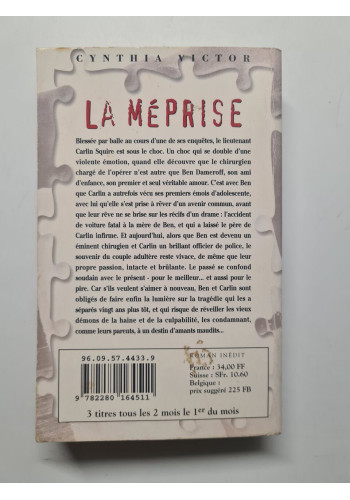 CYNTHIA VICTOR
LA MÉPRISE
Blessée par balle au cours d'une de ses enquêtes, le lieutenant
Carlin Squire est sous le choc. Un choc qui se double d'une
violente émotion, quand elle découvre que le chirurgien
chargé de l'opérer n'est autre que Ben Dameroff, son ami
d'enfance, son premier et seul véritable amour. C'est avec Ben
que Carlin a autrefois vécu ses premiers émois d'adolescente,
avec lui qu'elle s'est prise à rêver d'un avenir commun, avant
que leur rêve ne se brise sur les récifs d'un drame : l'accident
de voiture fatal à la mère de Ben, et qui a laissé le père de
Carlin infirme. Et aujourd'hui, alors que Ben est devenu un
éminent chirurgien et Carlin un brillant officier de police, le
souvenir du couple adultère reste vivace, de même que leur
propre passion, intacte et brûlante. Le passé se confond
soudain avec le présent - pour le meilleur... et aussi pour le
pire. Car s'ils veulent s'aimer à nouveau, Ben et Carlin sont
obligés de faire enfin la lumière sur la tragédie qui les a
séparés vingt ans plus tôt, et qui risque de réveiller les vieux
démons de la haine et de la culpabilité, les condamnant,
comme leurs parents, à un destin d'amants maudits...
96.09.57.4433.9
9 782280 164511
ROMAN INÉDIT
France : 34,00 FF
Suisse : SFr. 10.60
Belgique :
prix suggéré 225 FB
3 titres tous les 2 mois le 1er du mois